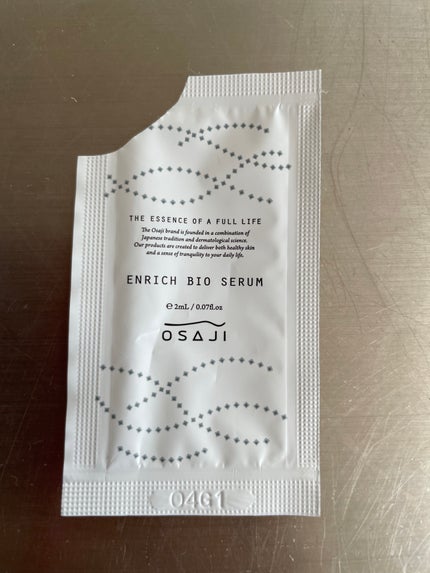 THE ESSENCE OF A FULL LIFE
The Osaji brand is founded in a combination of
Japanese tradition and dermatological science.
Our products are created to deliver both healthy skin
and a sense of tranquility to your daily life.
ENRICH BIO SERUM
℮ 2mL / 0.07fl.oz
OSAJI
04G1